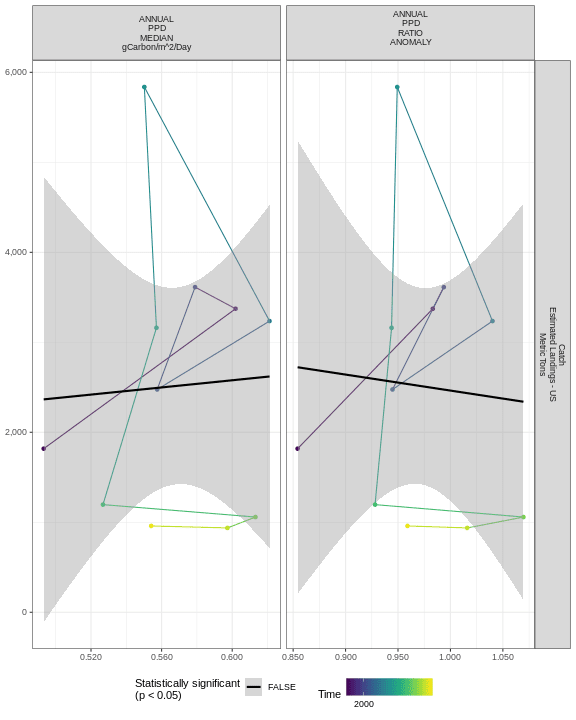 ANNUAL
PPD
MEDIAN
gCarbon/m^2/Day
ANNUAL
PPD
RATIO
ANOMALY
6,000
4,000
2,000
0
Catch
Estimated Landings - US
Metric Tons
0.520
0.560
0.600
0.850
0.900
0.950
1.000
1.050
Statistically significant
(p < 0.05)
FALSE
Time
2000